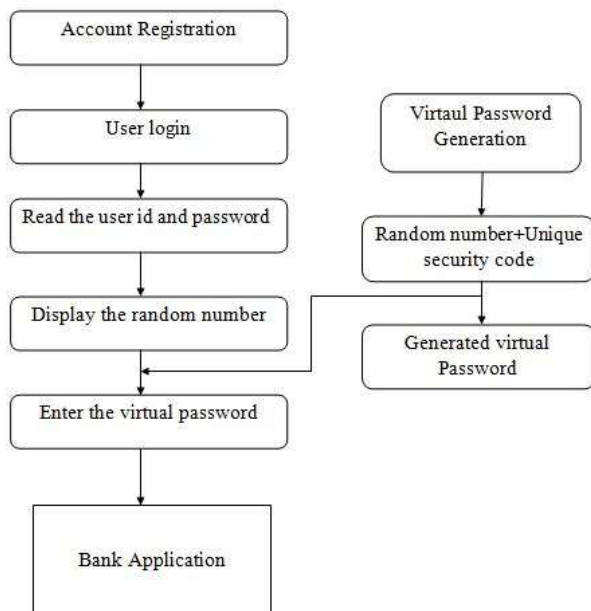 Account Registration
User login
Read the user id and password
Display the random number
Enter the virtual password
Bank Application
Virtaul Password
Generation
Random number+Unique
security code
Generated virtual
Password